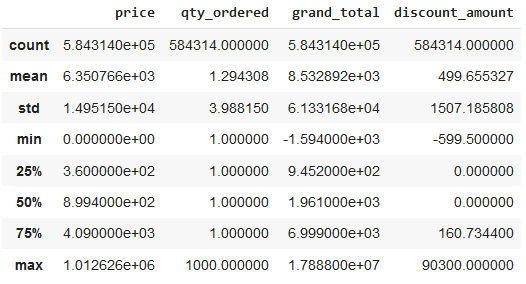 price qty_ordered grand_total discount_amount
count 5.843140e+05 584314.000000 5.843140e+05 584314.000000
mean 6.350766e+03 1.294308 8.532892e+03 499.655327
std 1.495150e+04 3.988150 6.133168e+04 1507.185808
min 0.000000e+00 1.000000 -1.594000e+03 -599.500000
25% 3.600000e+02 1.000000 9.452000e+02 0.000000
50% 8.994000e+02 1.000000 1.961000e+03 0.000000
75% 4.090000e+03 1.000000 6.999000e+03 160.734400
max 1.012626e+06 1000.000000 1.788800e+07 90300.000000